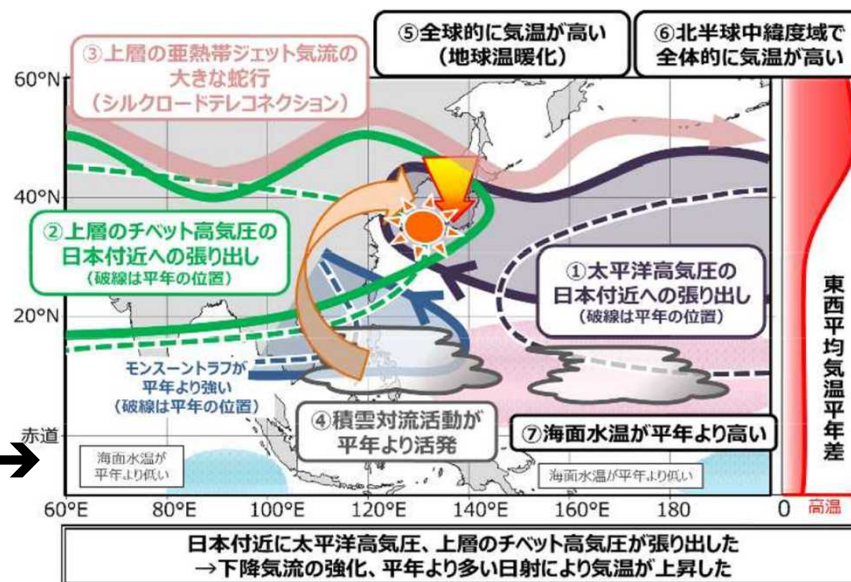 ⑤全球的に気温が高い
(地球温暖化)
⑥北半球中緯度域で
全体的に気温が高い
③上層の亜熱帯ジェット気流の
大きな蛇行
(シルクロードテレコネクション)
60°N
40°N
②上層のチベット高気圧の
日本付近への張り出し
(破線は平年の位置)
①太平洋高気圧の
日本付近への張り出し
(破線は平年の位置)
20°N
モンスーントラフが
平年より強い
(破線は平年の位置)
④積雲対流活動が
平年より活発
⑦海面水温が平年より高い
赤道
海面水温が
平年より低い
海面水温が平年より低い
東西平均気温平年差
60°E
80°E
100°E
120°E
140°E
160°E
180
0
高温
日本付近に太平洋高気圧、上層のチベット高気圧が張り出した
→下降気流の強化、平年より多い日射により気温が上昇した